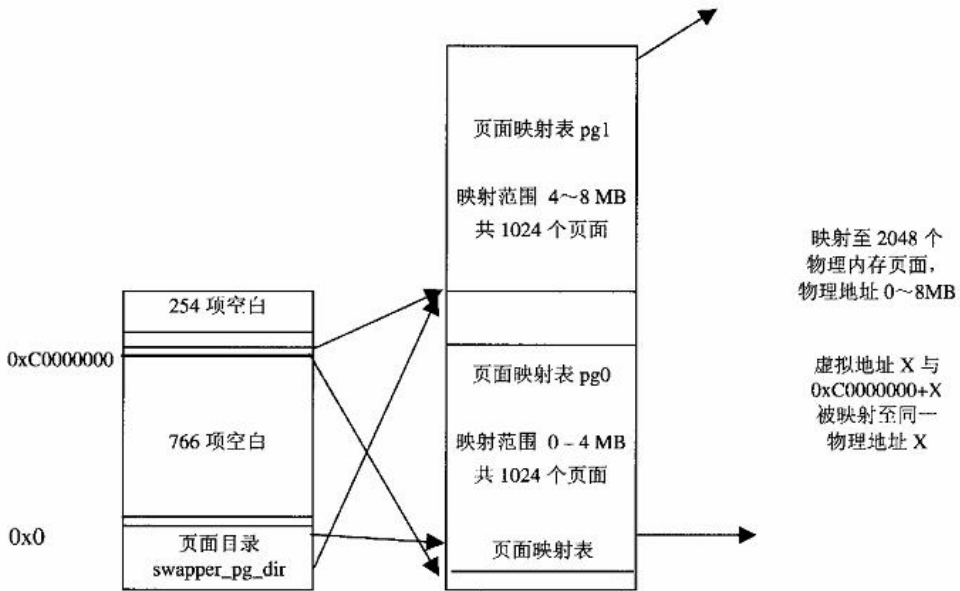 254 项空白
0xC0000000
766 项空白
0x0
页面目录
swapper_pg_dir
页面映射表 pg1
映射范围 4～8 MB
共 1024 个页面
页面映射表 pg0
映射范围 0－4 MB
共 1024 个页面
页面映射表
映射至 2048 个
物理内存页面，
物理地址 0～8MB
虚拟地址 X 与
0xC0000000+X
被映射至同一
物理地址 X